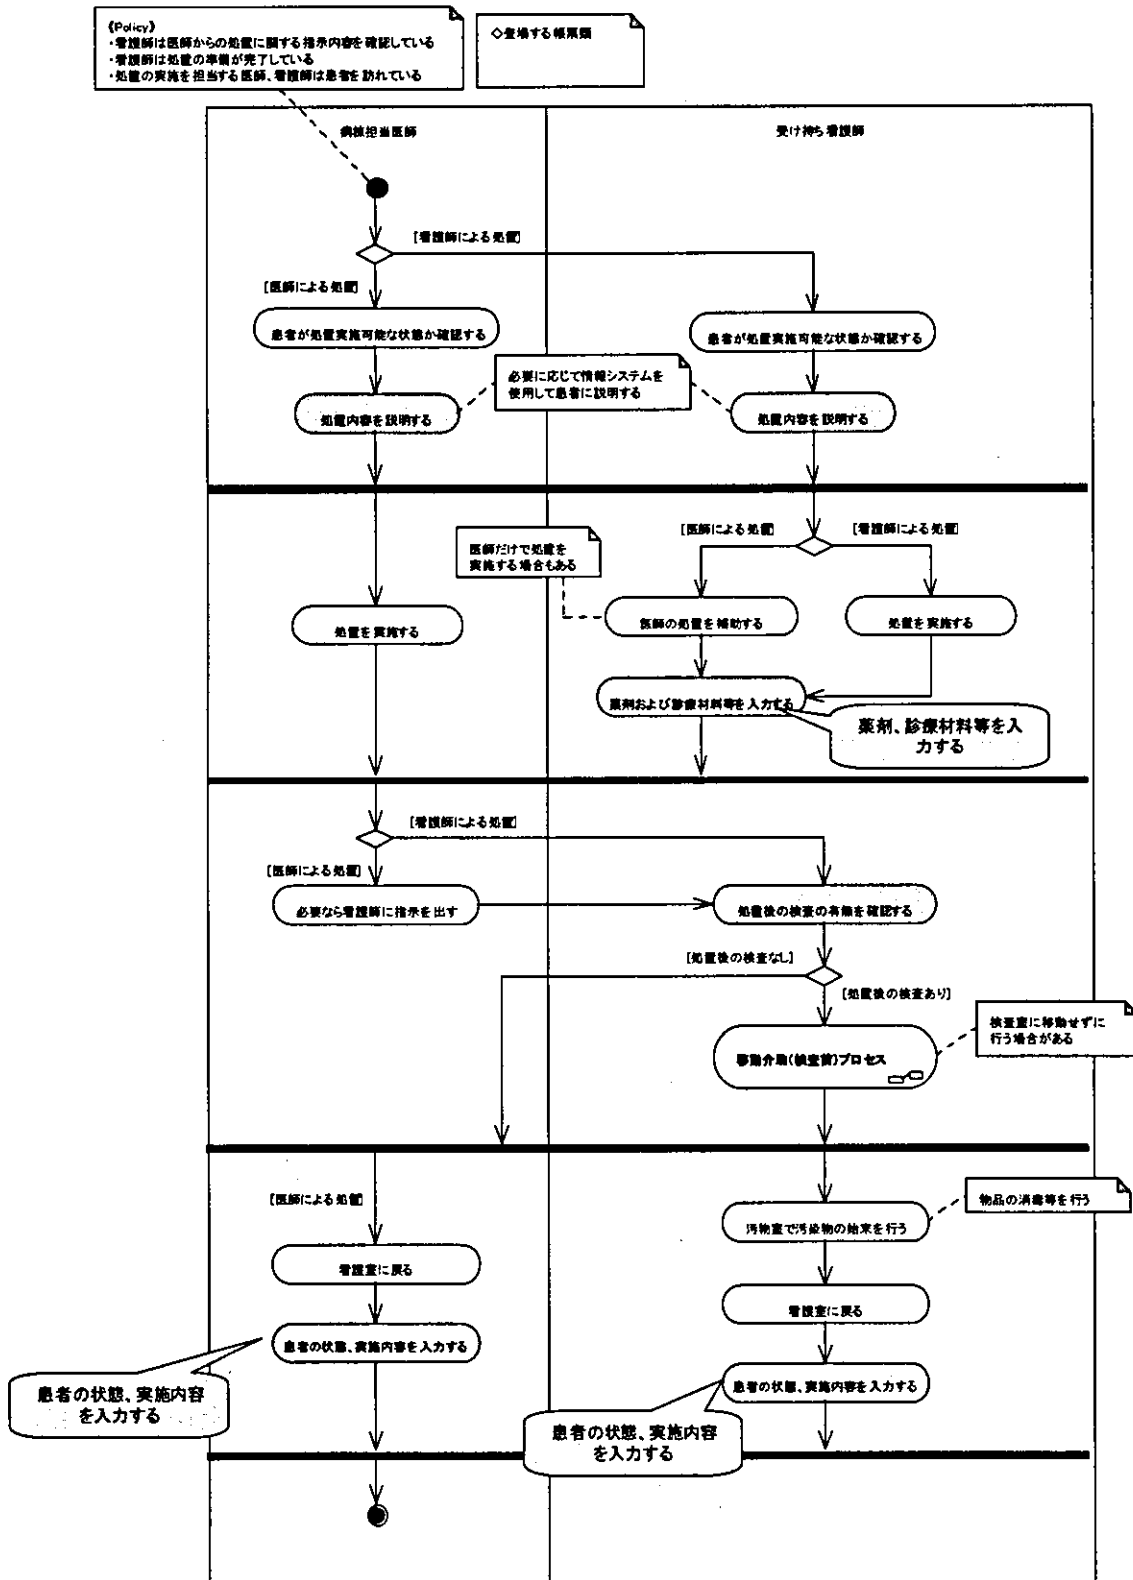 《Policy》
・看護師は医師からの処置に関する指示内容を確認している
・看護師は処置の準備が完了している
・処置の実施を担当する医師、看護師は患者を訪れている
◇登場する帳票類
病棟担当医師
受け持ち看護師
[看護師による処置]
[医師による処置]
患者が処置実施可能な状態か確認する
患者が処置実施可能な状態か確認する
必要に応じて情報システムを
使用して患者に説明する
処置内容を説明する
処置内容を説明する
[医師による処置]
[看護師による処置]
医師だけで処置を
実施する場合もある
処置を実施する
医師の処置を補助する
処置を実施する
薬剤および診療材料等を入力する
薬剤、診療材料等を入
力する
[看護師による処置]
[医師による処置]
必要なら看護師に指示を出す
処置後の検査の有無を確認する
[処置後の検査なし]
[処置後の検査あり]
検査室に移動せずに
行う場合がある
移動介助(検査前)プロセス
[医師による処置]
物品の消毒等を行う
汚物室で汚染物の始末を行う
看護室に戻る
看護室に戻る
患者の状態、実施内容を入力する
患者の状態、実施内容を入力する
患者の状態、実施内容
を入力する
患者の状態、実施内容
を入力する